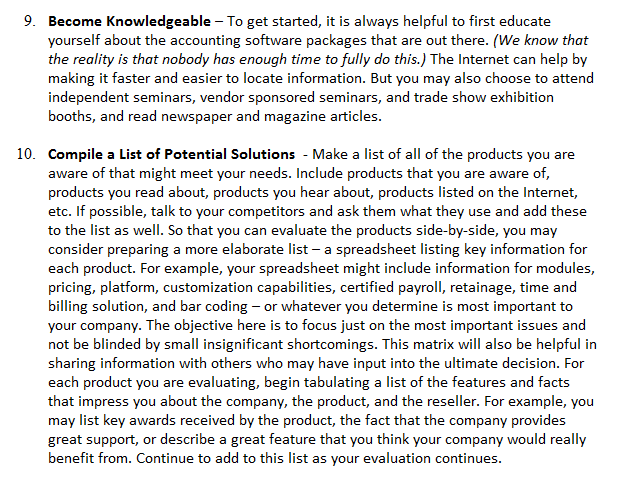 9. Become Knowledgeable – To get started, it is always helpful to first educate
yourself about the accounting software packages that are out there. (We know that
the reality is that nobody has enough time to fully do this.) The Internet can help by
making it faster and easier to locate information. But you may also choose to attend
independent seminars, vendor sponsored seminars, and trade show exhibition
booths, and read newspaper and magazine articles.
10. Compile a List of Potential Solutions - Make a list of all of the products you are
aware of that might meet your needs. Include products that you are aware of,
products you read about, products you hear about, products listed on the Internet,
etc. If possible, talk to your competitors and ask them what they use and add these
to the list as well. So that you can evaluate the products side-by-side, you may
consider preparing a more elaborate list – a spreadsheet listing key information for
each product. For example, your spreadsheet might include information for modules,
pricing, platform, customization capabilities, certified payroll, retainage, time and
billing solution, and bar coding – or whatever you determine is most important to
your company. The objective here is to focus just on the most important issues and
not be blinded by small insignificant shortcomings. This matrix will also be helpful in
sharing information with others who may have input into the ultimate decision. For
each product you are evaluating, begin tabulating a list of the features and facts
that impress you about the company, the product, and the reseller. For example, you
may list key awards received by the product, the fact that the company provides
great support, or describe a great feature that you think your company would really
benefit from. Continue to add to this list as your evaluation continues.